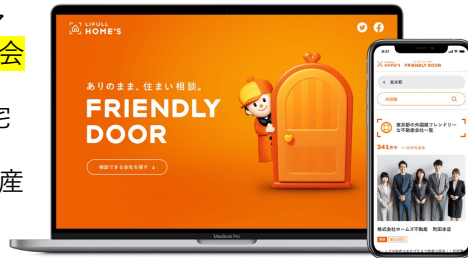 会
宅
産
LIFULL
HOME'S
ありのまま、住まい相談。
FRIENDLY
DOOR
相談できる会社を探す ↓
MacBook Pro
9:41
HOME'S FRIENDLY DOOR
< 東京都
外国籍
東京都の外国籍フレンドリー
な不動産会社一覧
341件中
株式会社ホームズ不動産 町田本店